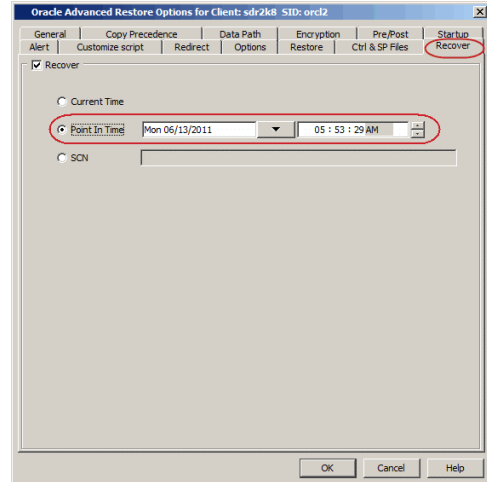 Oracle Advanced Restore Options for Client: sdr2k8 SID: orcl2
General Copy Precedence Data Path Encryption Pre/Post Startup
Alert Customize script Redirect Options Restore Ctrl & SP Files Recover
Recover
Current Time
Point In Time Mon 06/13/2011 05 : 53 : 29 AM
SCN
OK Cancel Help